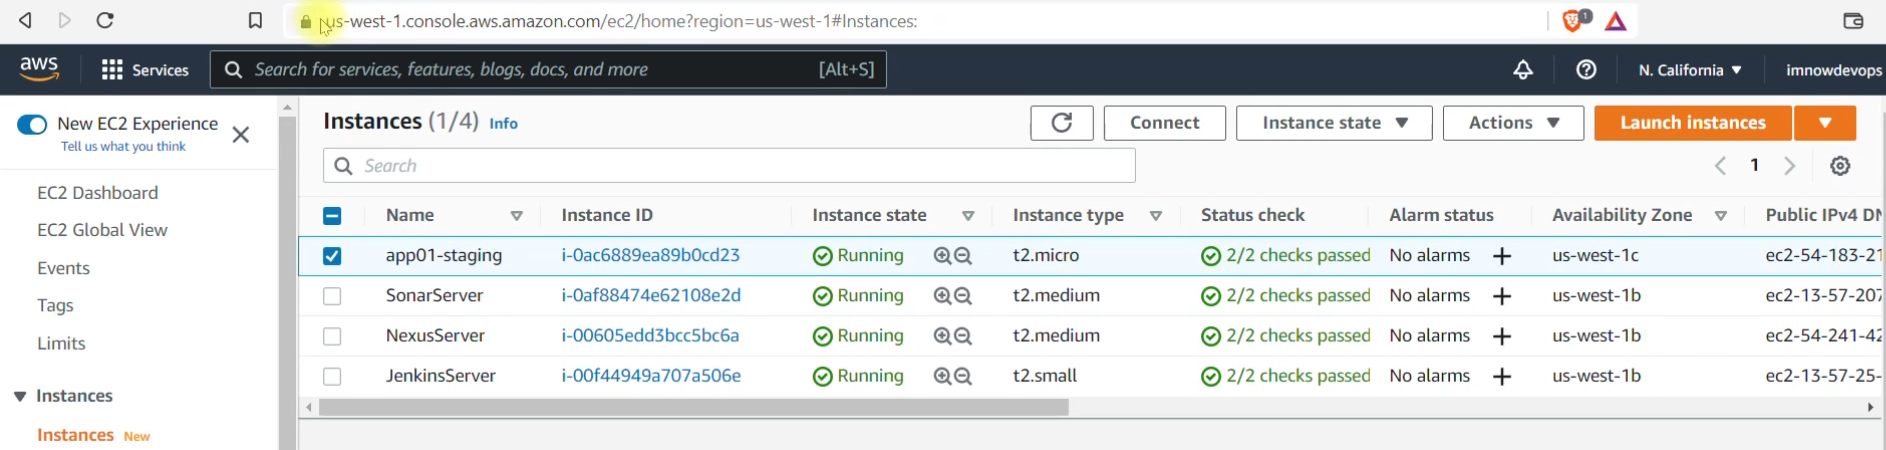 us-west-1.console.aws.amazon.com/ec2/home?region=us-west-1#Instances:
1
aws Services Search for services, features, blogs, docs, and more [Alt+S] N. California imnowdevops
New EC2 Experience
Tell us what you think
EC2 Dashboard
EC2 Global View
Events
Tags
Limits
Instances
Instances New
Instances (1/4) Info Connect Instance state Actions Launch instances
Search 1
Name Instance ID Instance state Instance type Status check Alarm status Availability Zone Public IPv4 DN
app01-staging i-0ac6889ea89b0cd23 Running t2.micro 2/2 checks passed No alarms + us-west-1c ec2-54-183-21
SonarServer i-0af88474e62108e2d Running t2.medium 2/2 checks passed No alarms + us-west-1b ec2-13-57-207
NexusServer i-00605edd3bcc5bc6a Running t2.medium 2/2 checks passed No alarms + us-west-1b ec2-54-241-42
JenkinsServer i-00f44949a707a506e Running t2.small 2/2 checks passed No alarms + us-west-1b ec2-13-57-25-